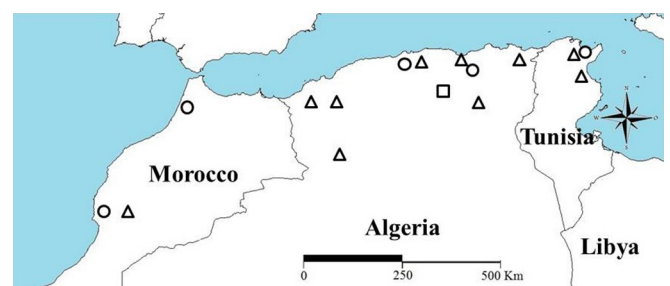 N
W O
S
Tunisia
Morocco
Algeria
Libya
0 250 500 Km